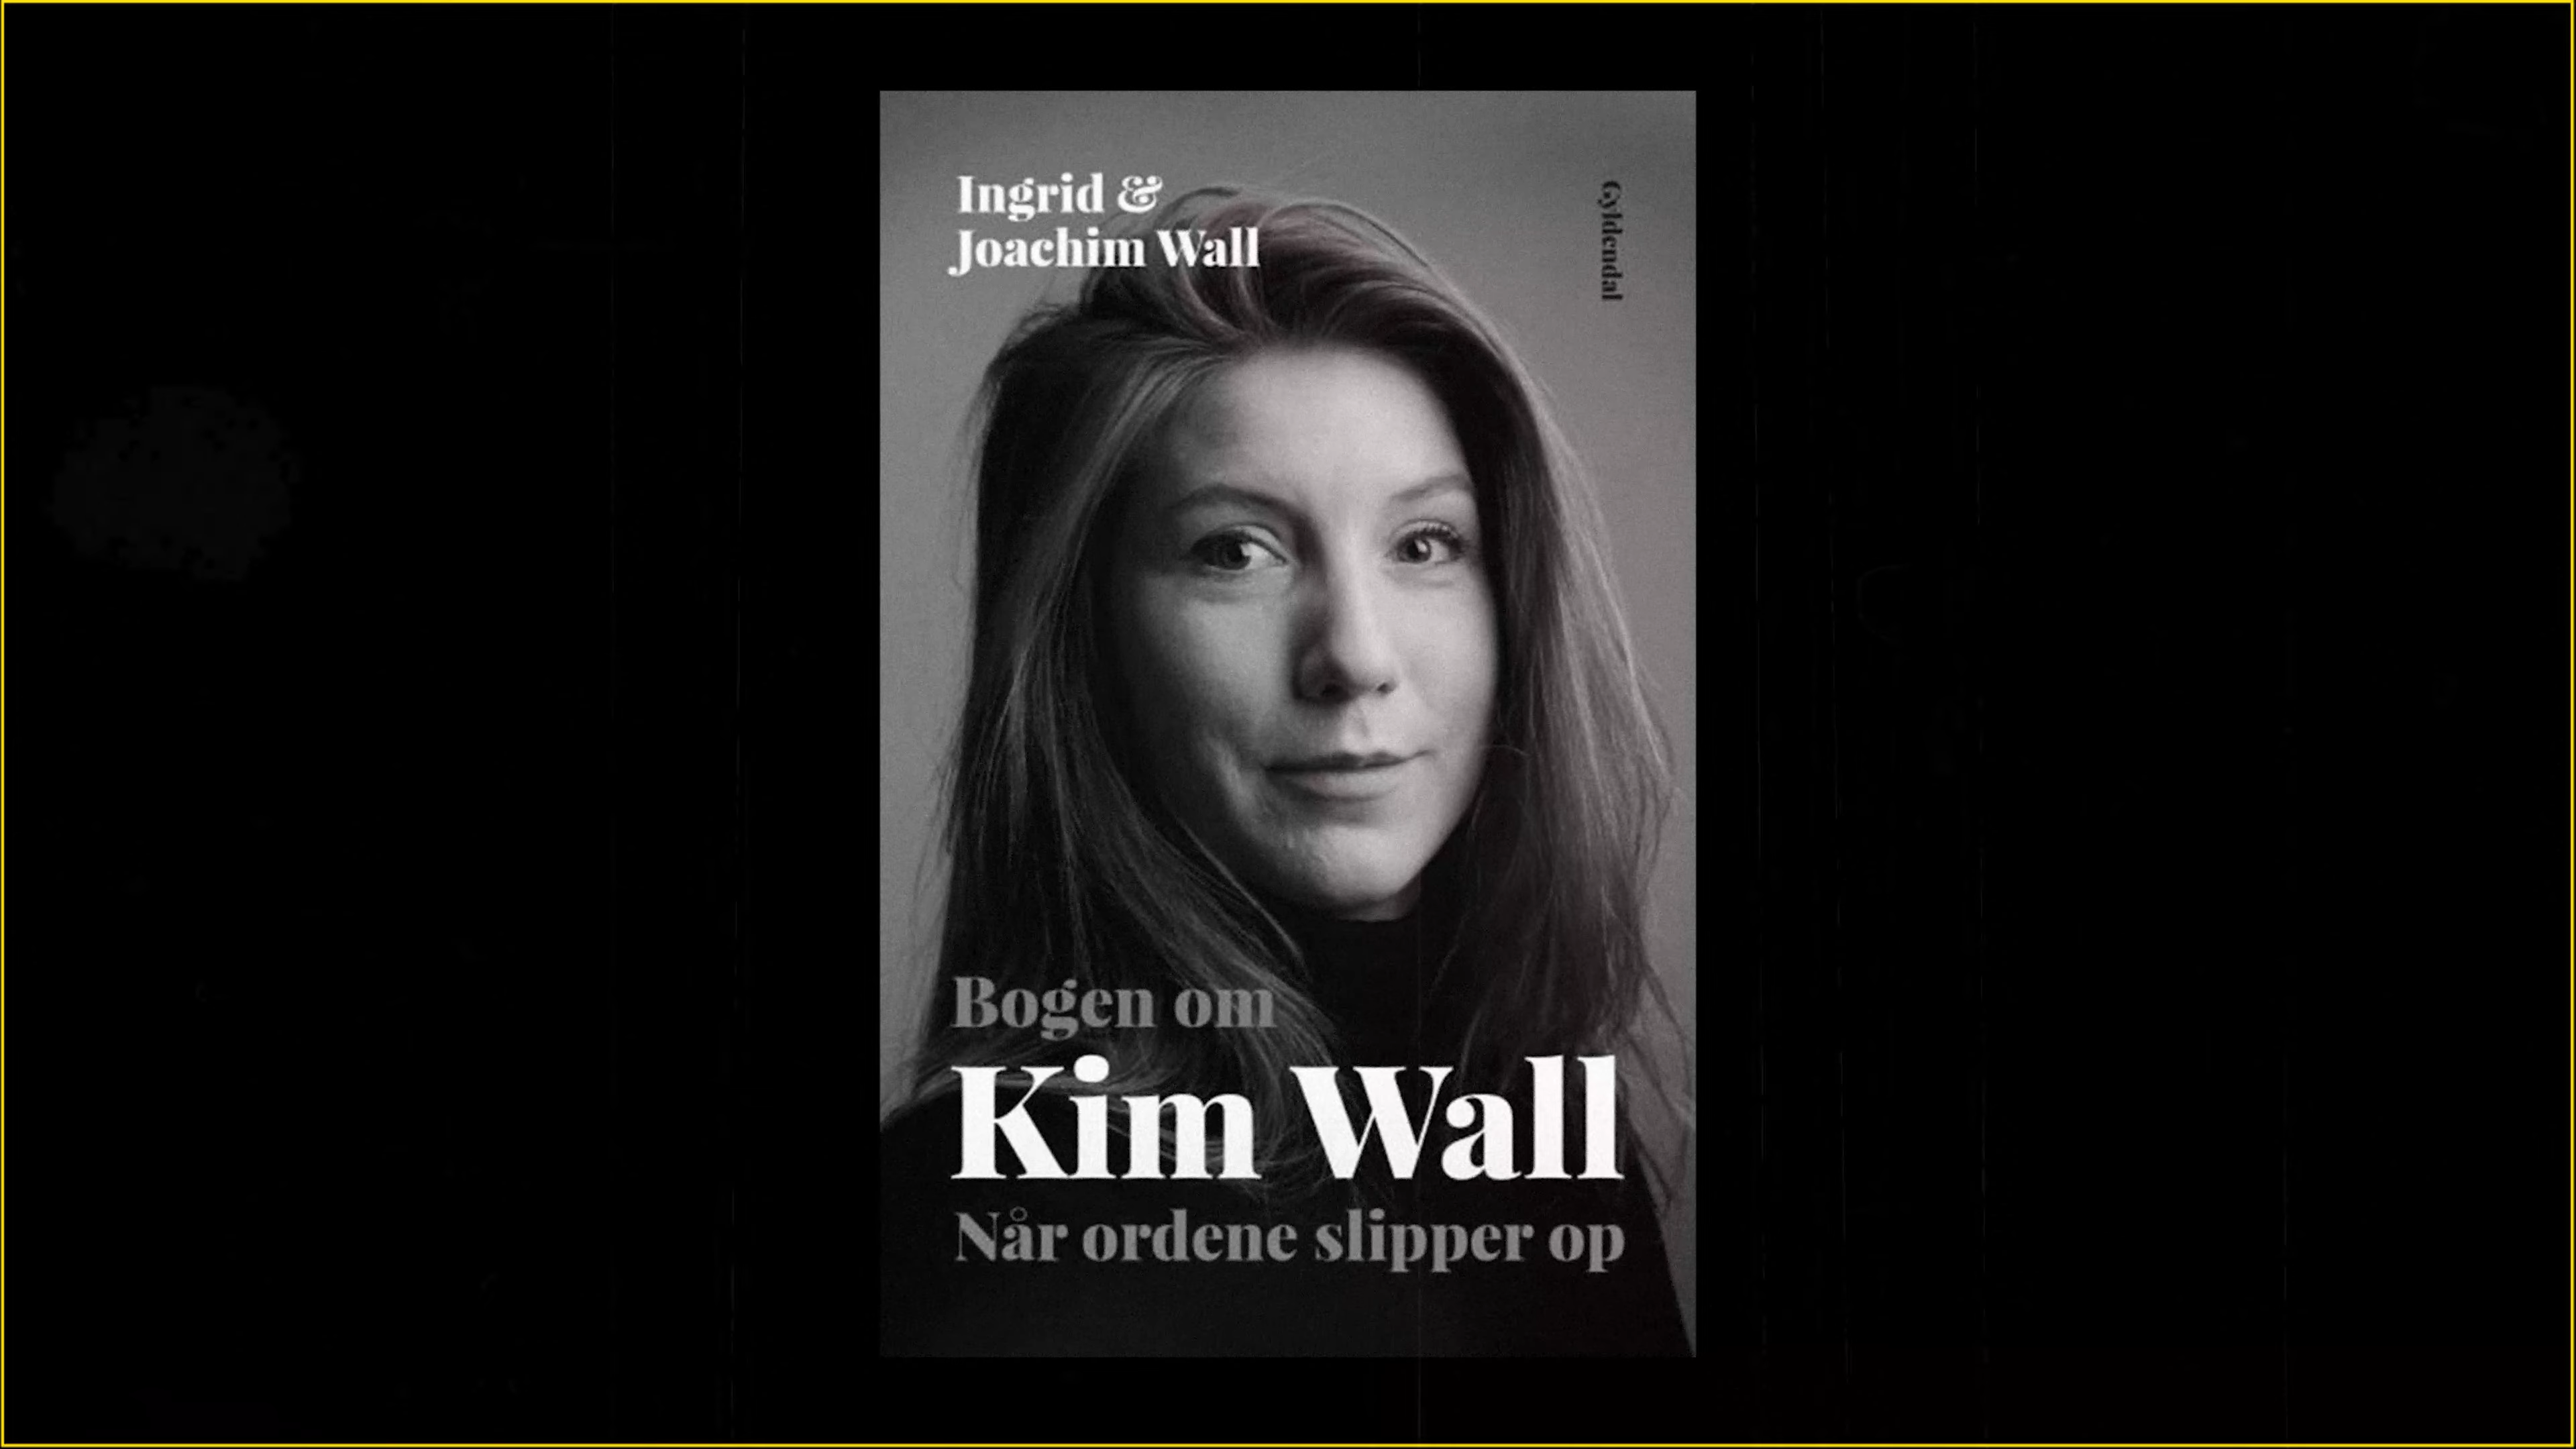 Ingrid &
Joachim Wall
Gyldendal
Bogen om
Kim Wall
Når ordene slipper op